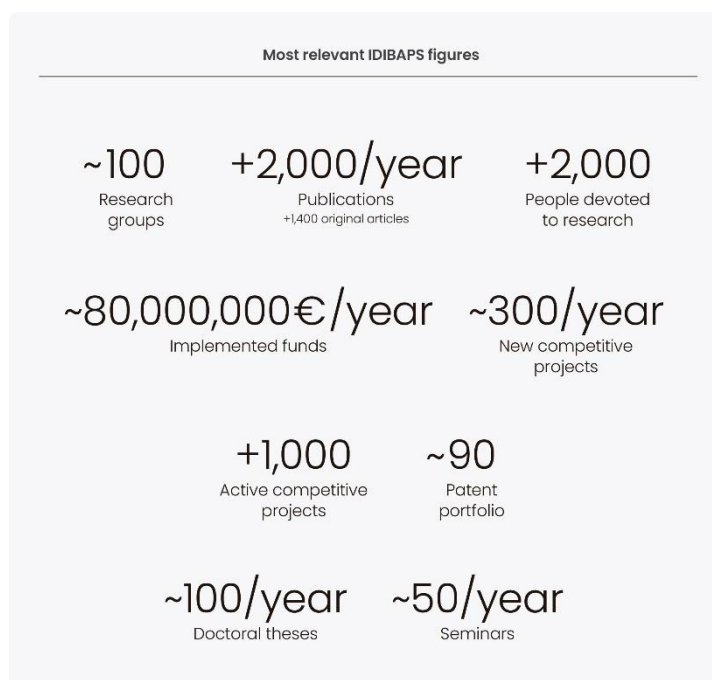 Most relevant IDIBAPS figures
~100
Research
groups
+2,000/year
Publications
+1,400 original articles
+2,000
People devoted
to research
~80,000,000€/year
Implemented funds
~300/year
New competitive
projects
+1,000
Active competitive
projects
~90
Patent
portfolio
~100/year
Doctoral theses
~50/year
Seminars